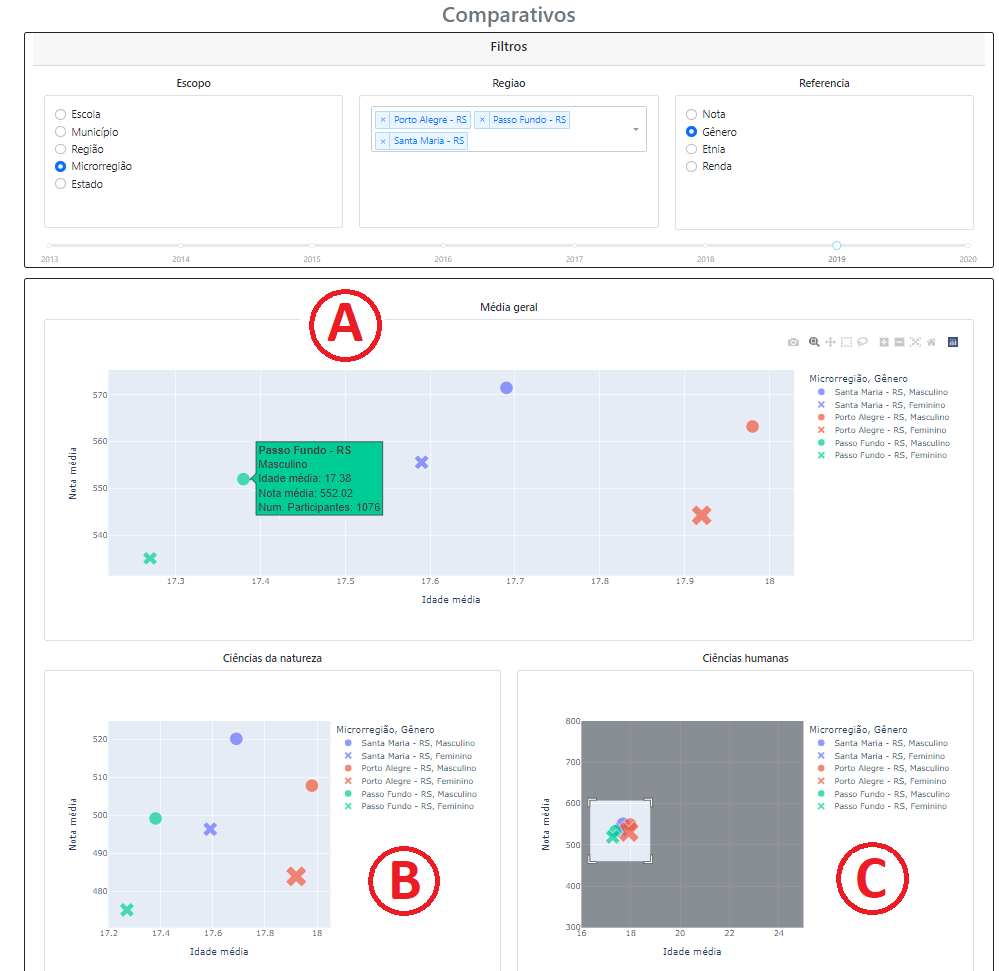 Comparativos
Filtros
Escopo
Escola
Município
Região
Microrregião
Estado
Regiao
× Porto Alegre - RS × Passo Fundo - RS
× Santa Maria - RS
Referencia
Nota
Gênero
Etnia
Renda
2013 2014 2015 2016 2017 2018 2019 2020
A
Média geral
Nota média
570
560
550
540
17.3 17.4 17.5 17.6 17.7 17.8 17.9 18
Idade média
Passo Fundo - RS
Masculino
Idade média: 17.38
Nota média: 552.02
Num. Participantes: 1076
Microrregião, Gênero
Santa Maria - RS, Masculino
Santa Maria - RS, Feminino
Porto Alegre - RS, Masculino
Porto Alegre - RS, Feminino
Passo Fundo - RS, Masculino
Passo Fundo - RS, Feminino
Ciências da natureza
Nota média
520
510
500
490
480
17.2 17.4 17.6 17.8 18
Idade média
Microrregião, Gênero
Santa Maria - RS, Masculino
Santa Maria - RS, Feminino
Porto Alegre - RS, Masculino
Porto Alegre - RS, Feminino
Passo Fundo - RS, Masculino
Passo Fundo - RS, Feminino
B
Ciências humanas
Nota média
800
700
600
500
400
300
16 18 20 22 24
Idade média
Microrregião, Gênero
Santa Maria - RS, Masculino
Santa Maria - RS, Feminino
Porto Alegre - RS, Masculino
Porto Alegre - RS, Feminino
Passo Fundo - RS, Masculino
Passo Fundo - RS, Feminino
C